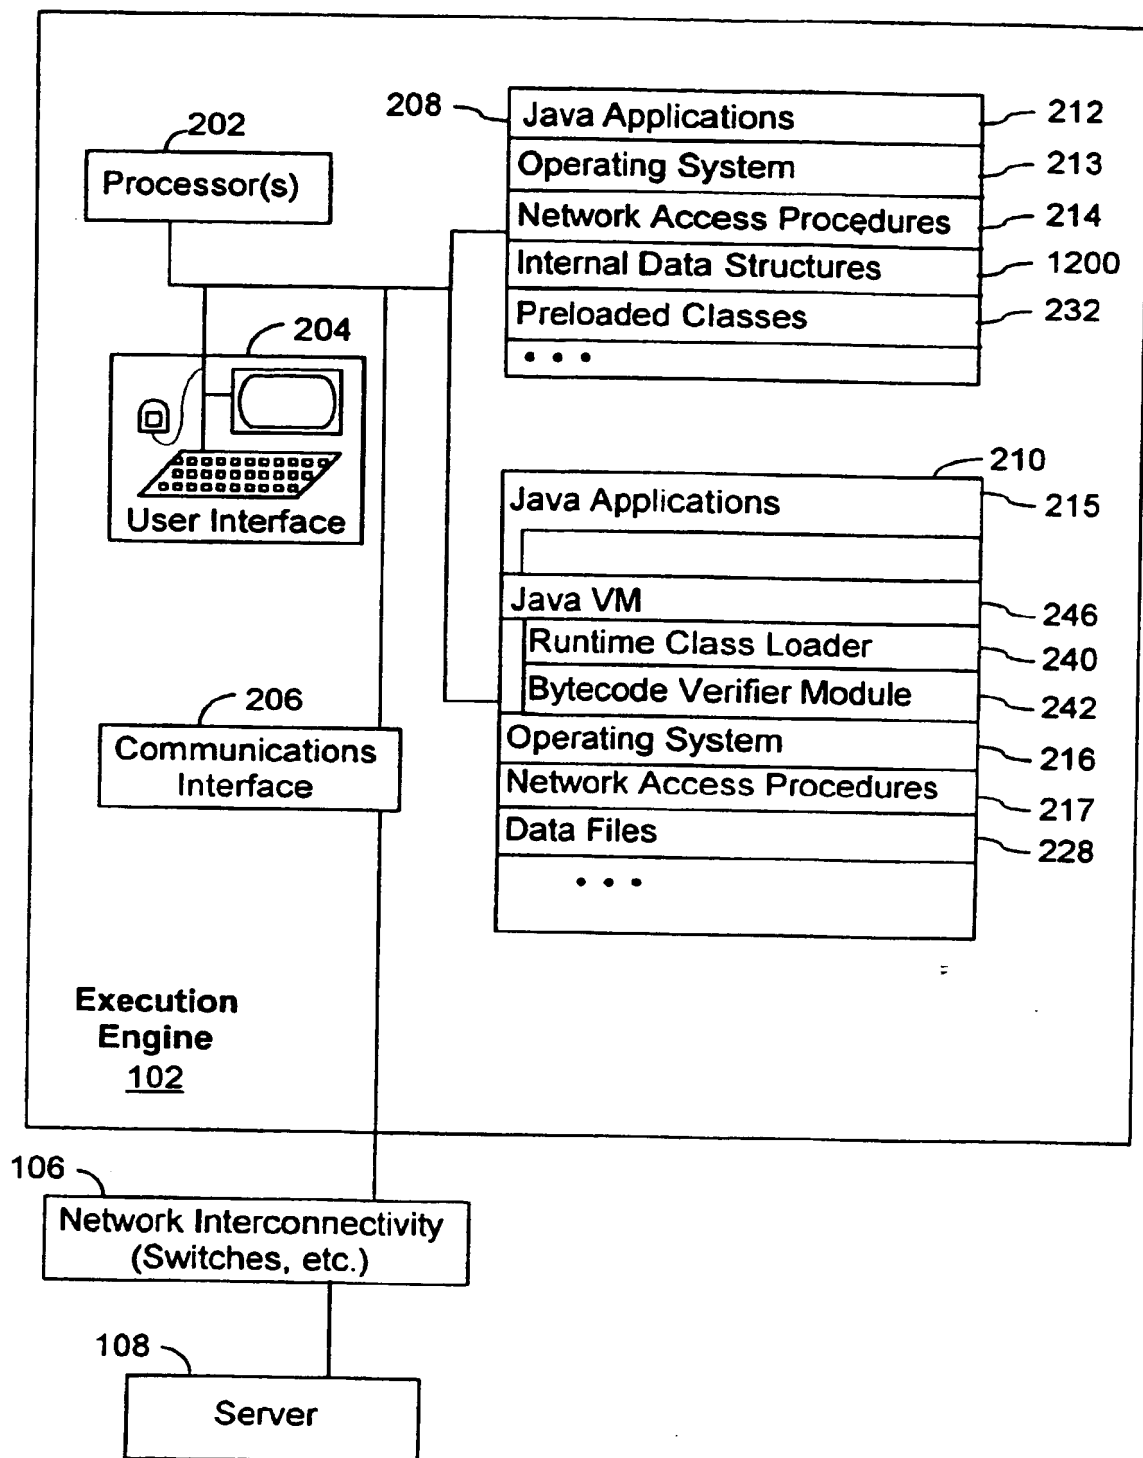 202
Processor(s)
208
Java Applications
212
Operating System
213
Network Access Procedures
214
Internal Data Structures
1200
Preloaded Classes
232
• • •
204
User Interface
210
Java Applications
215
Java VM
246
Runtime Class Loader
240
Bytecode Verifier Module
242
Operating System
216
Network Access Procedures
217
Data Files
228
• • •
206
Communications
Interface
Execution
Engine
102
106
Network Interconnectivity
(Switches, etc.)
108
Server